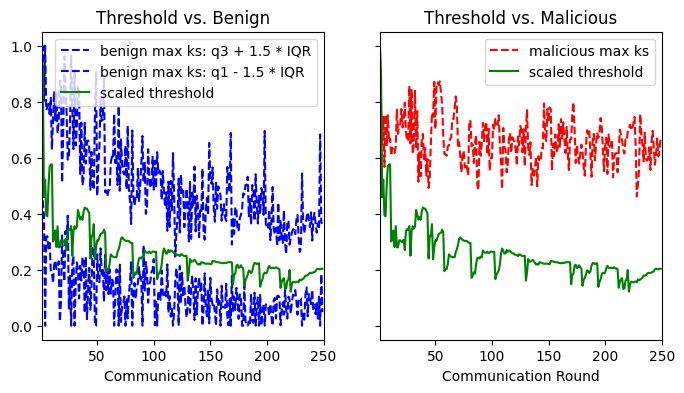 Threshold vs. Benign
benign max ks: q3 + 1.5 * IQR
benign max ks: q1 - 1.5 * IQR
scaled threshold
1.0
0.8
0.6
0.4
0.2
0.0
50
100
150
200
250
Communication Round
Threshold vs. Malicious
malicious max ks
scaled threshold
50
100
150
200
250
Communication Round